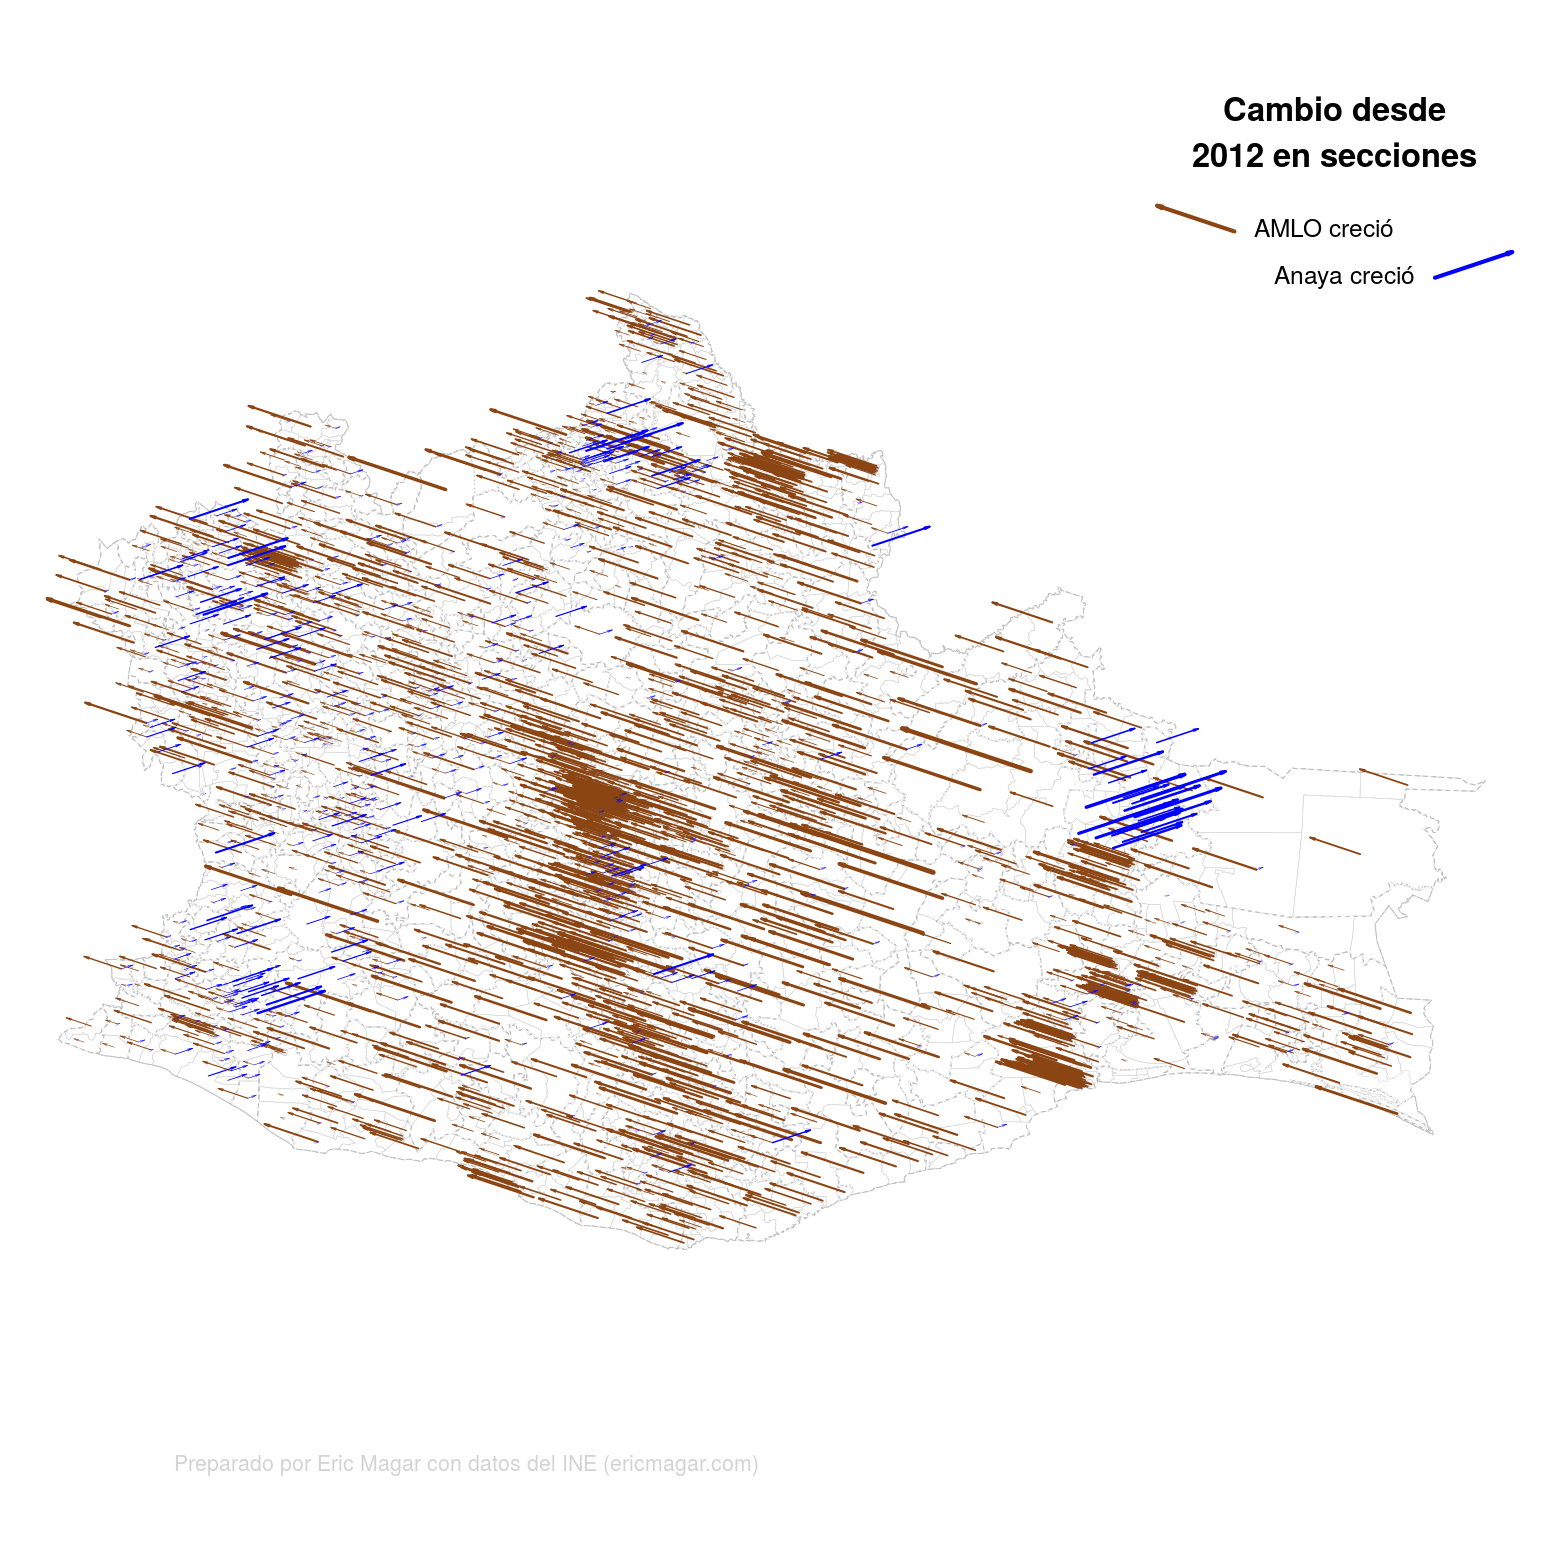 Cambio desde
2012 en secciones
AMLO creció
Anaya creció
Preparado por Eric Magar con datos del INE (ericmagar.com)